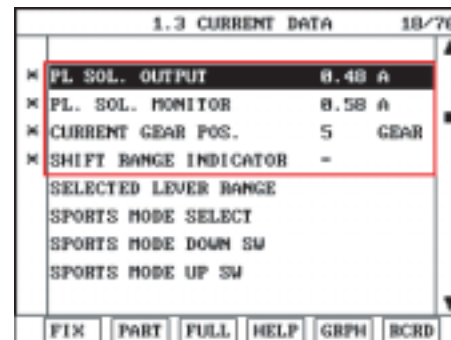 1.3 CURRENT DATA 18/76
× PL SOL. OUTPUT 0.48 A
× PL. SOL. MONITOR 0.58 A
× CURRENT GEAR POS. 5 GEAR
× SHIFT RANGE INDICATOR -
SELECTED LEVER RANGE
SPORTS MODE SELECT
SPORTS MODE DOWN SW
SPORTS MODE UP SW
FIX PART FULL HELP GRPH RCRD